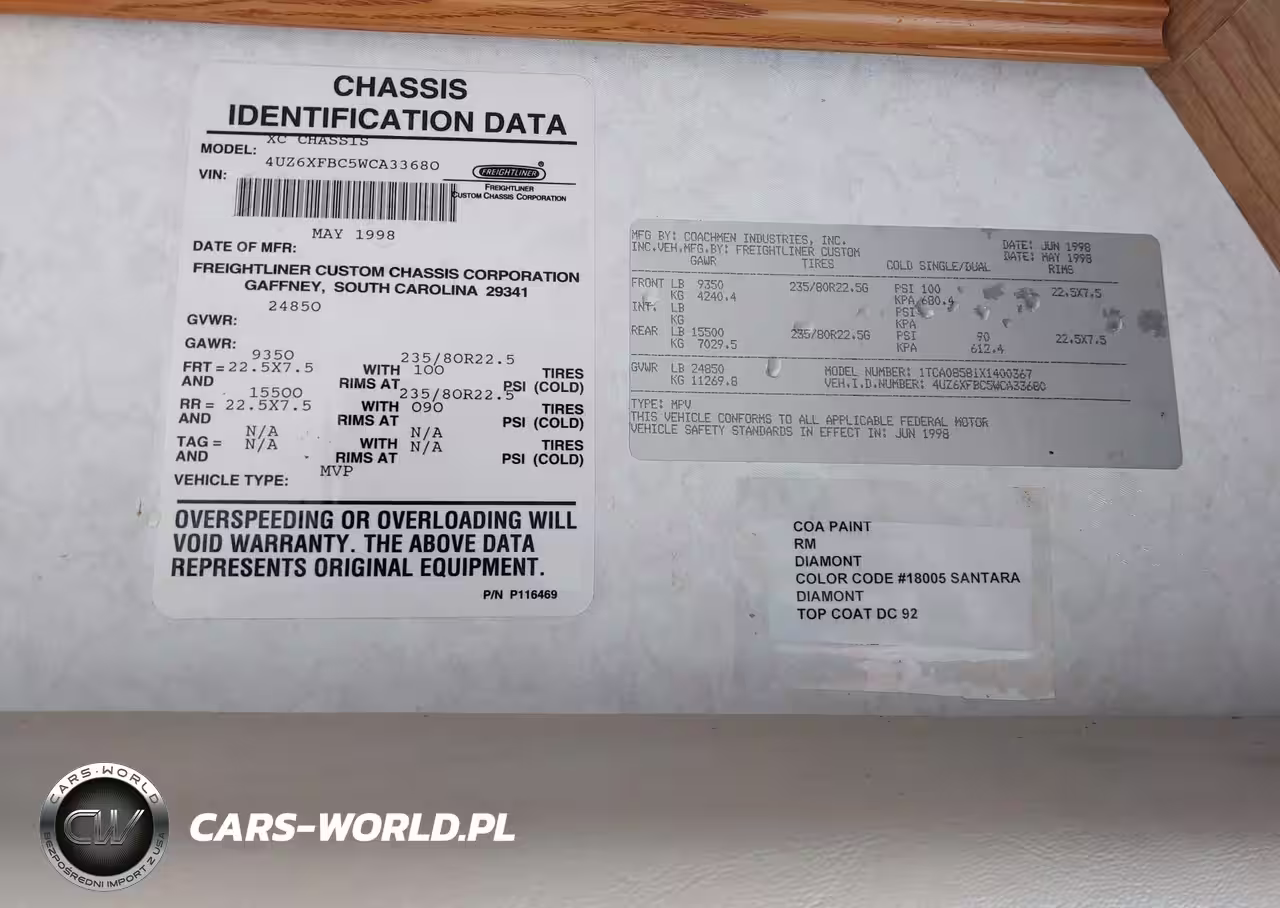 CHASSIS
IDENTIFICATION DATA
MODEL: XC CHASSIS
VIN: 4UZ6XFBC5WCA33680
FREIGHTLINER®
FREIGHTLINER
CUSTOM CHASSIS CORPORATION
MAY 1998
DATE OF MFR:
FREIGHTLINER CUSTOM CHASSIS CORPORATION
GAFFNEY, SOUTH CAROLINA 29341
24850
GVWR:
GAWR:
9350 235/80R22.5
FRT = 22.5X7.5 WITH 100 TIRES
AND RIMS AT PSI (COLD)
15500 235/80R22.5
RR = 22.5X7.5 WITH 090 TIRES
AND RIMS AT PSI (COLD)
N/A N/A
TAG = N/A WITH N/A TIRES
AND RIMS AT PSI (COLD)
MVP
VEHICLE TYPE:
OVERSPEEDING OR OVERLOADING WILL
VOID WARRANTY. THE ABOVE DATA
REPRESENTS ORIGINAL EQUIPMENT.
P/N P116469
MFG BY: COACHMEN INDUSTRIES, INC. DATE: JUN 1998
INC.VEH.MFG.BY: FREIGHTLINER CUSTOM DATE: MAY 1998
GAWR TIRES COLD SINGLE/DUAL RIMS
FRONT LB 9350 235/80R22.5G PSI 100 22.5X7.5
KG 4240.4 KPA 680.4
INT. LB PSI
KG KPA
REAR LB 15500 235/80R22.5G PSI 90 22.5X7.5
KG 7029.5 KPA 612.4
GVWR LB 24850 MODEL NUMBER: 1TCA08581X1400367
KG 11269.8 VEH.I.D.NUMBER: 4UZ6XFBC5WCA33680
TYPE: MPV
THIS VEHICLE CONFORMS TO ALL APPLICABLE FEDERAL MOTOR
VEHICLE SAFETY STANDARDS IN EFFECT IN: JUN 1998
COA PAINT
RM
DIAMONT
COLOR CODE #18005 SANTARA
DIAMONT
TOP COAT DC 92
CARS-WORLD
CW
BEZPOŚREDNI IMPORT Z USA
CARS-WORLD.PL